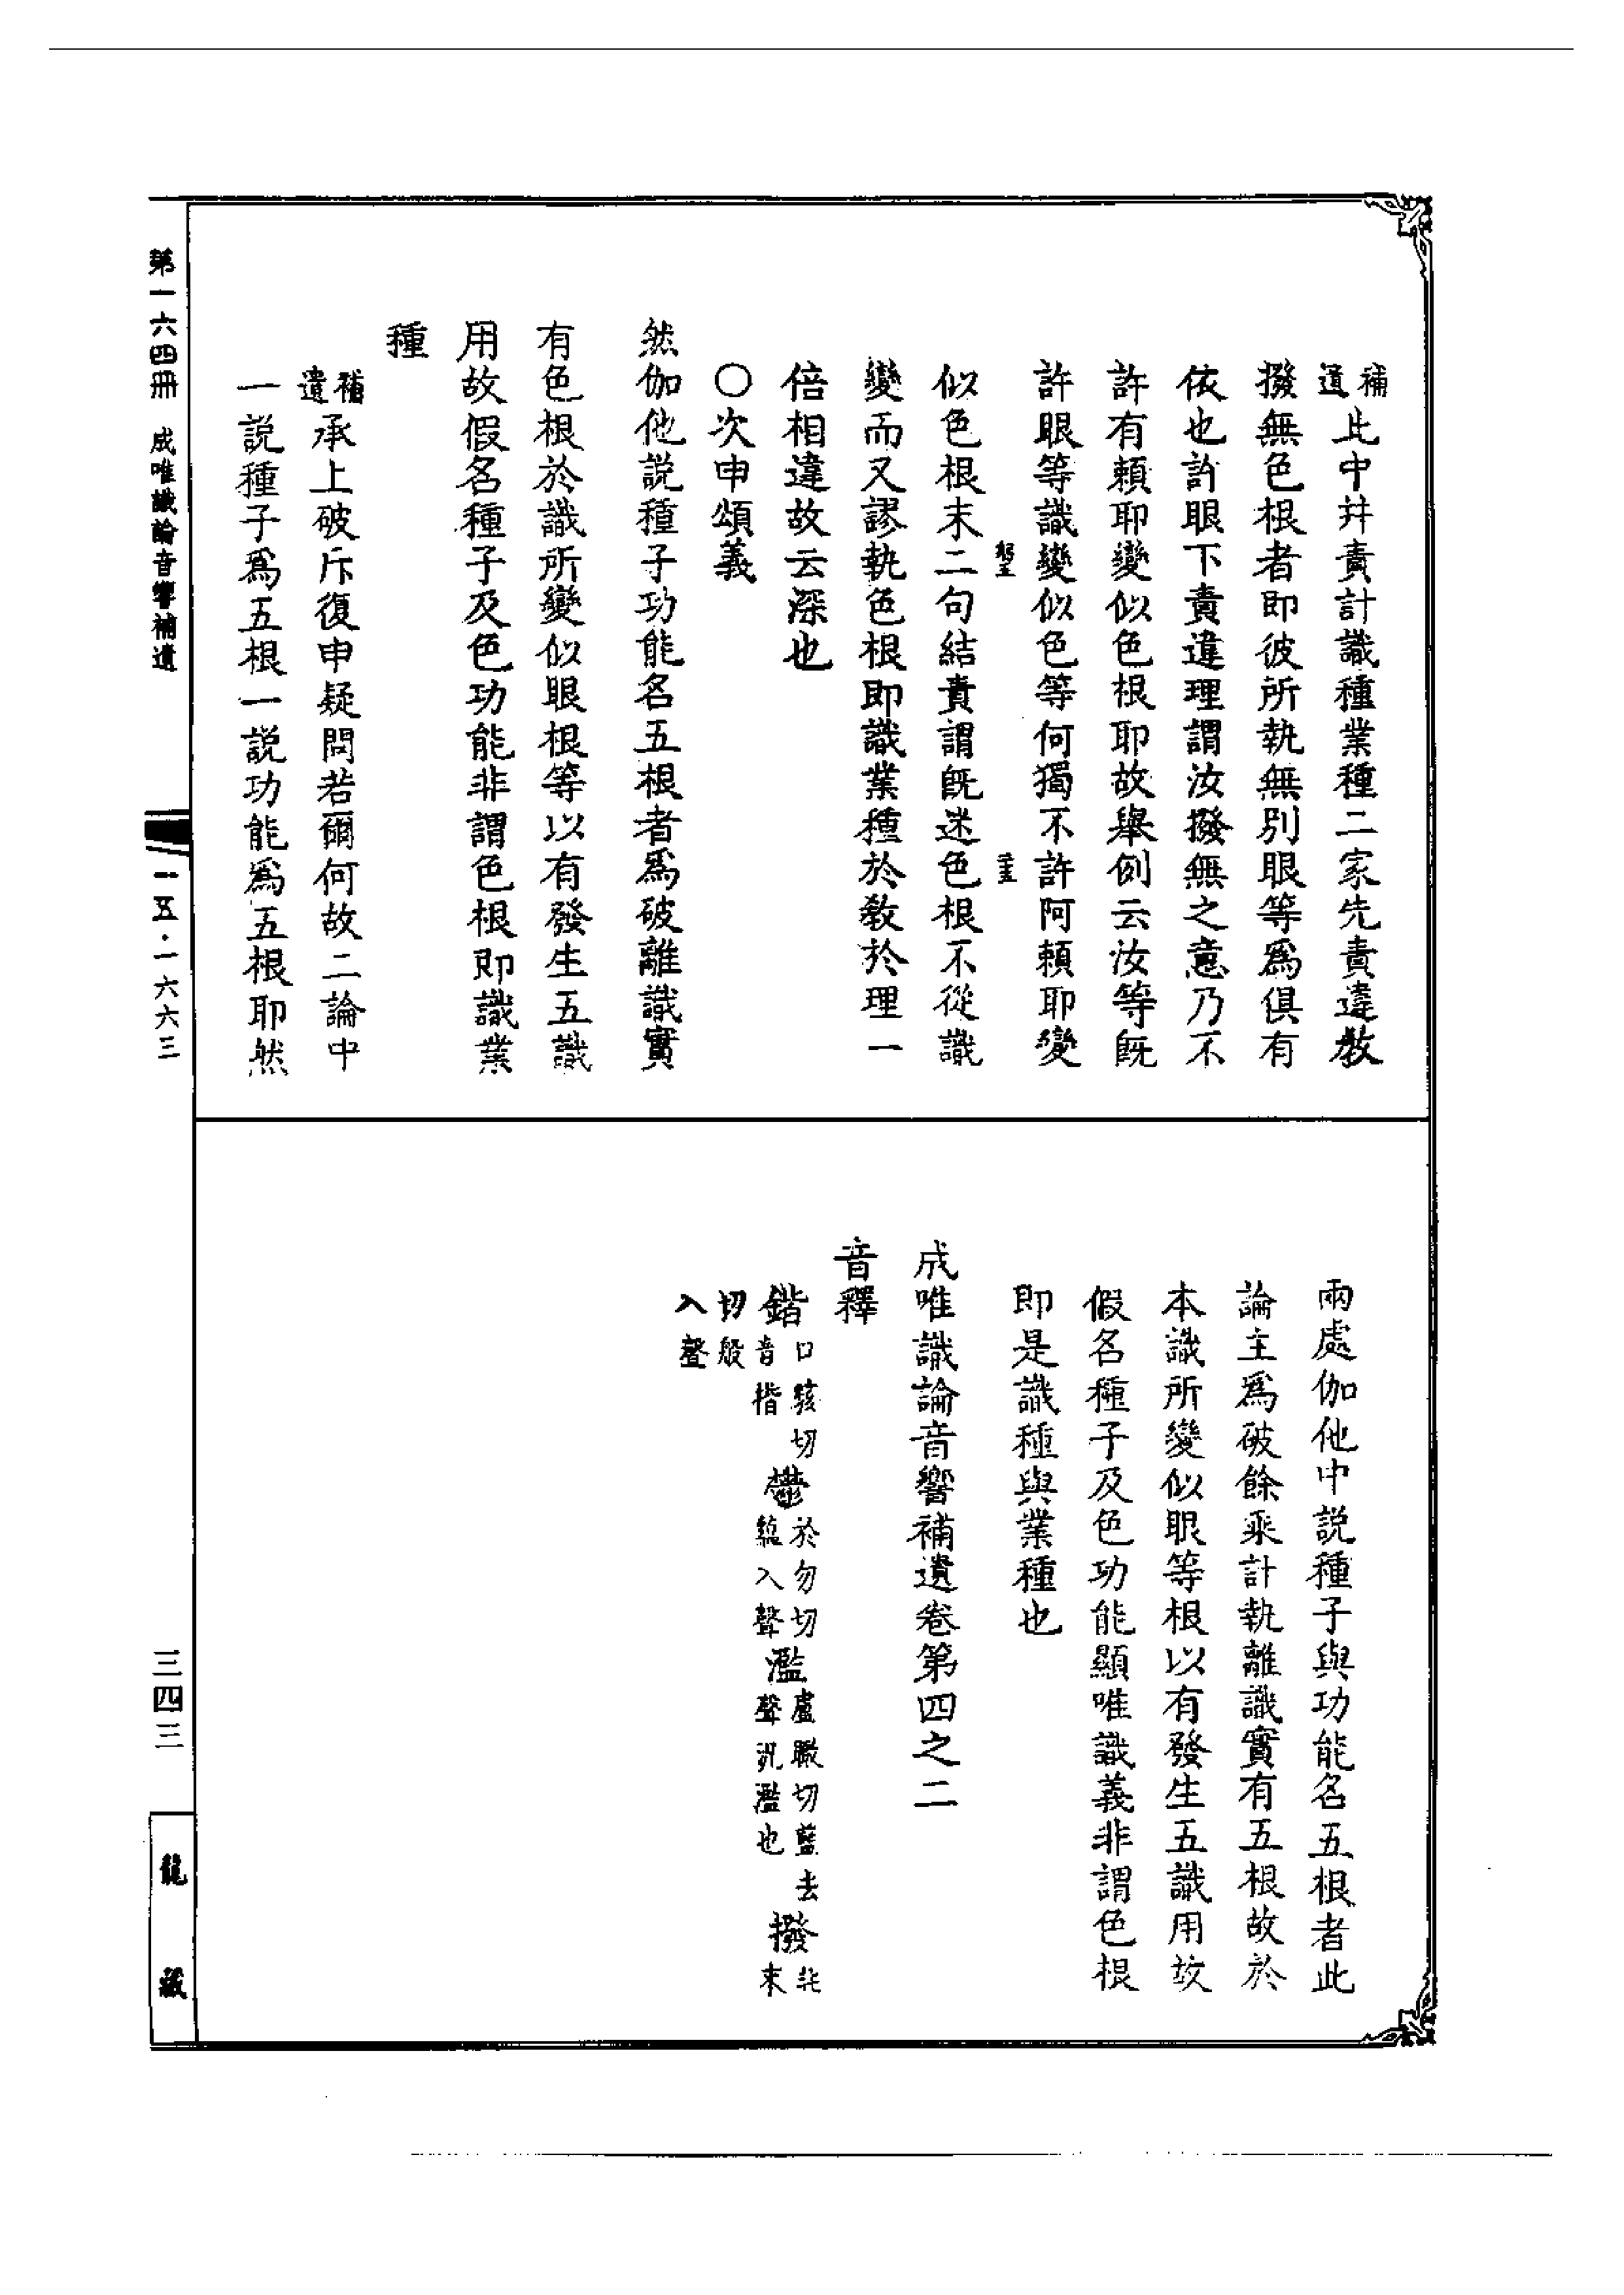 補遺此中幷責計識種業種二家先責違教
撥無色根者即彼所執無別眼等爲俱有
依也許眼下責違理謂汝撥無之意乃不
許有賴耶變似色根耶故舉例云汝等既
許眼等識變似色等何獨不許阿賴耶變
似色根末二句結責謂既迷色根不從識
變而又謬執色根即識業種於教於理一
倍相違故云深也
○次申頌義
然伽他説種子功能名五根者爲破離識實
有色根於識所變似眼根等以有發生五識
用故假名種子及色功能非謂色根即識業
種
補遺承上破斥復申疑問若爾何故二論中
一説種子爲五根一説功能爲五根耶然
兩處伽他中説種子與功能名五根者此
論主爲破餘乘計執離識實有五根故於
本識所變似眼等根以有發生五識用故
假名種子及色功能顯唯識義非謂色根
即是識種與業種也
成唯識論音響補遺卷第四之二
音釋
鍇口駭切音楷 鬱於勿切氳入聲 濫盧瞰切藍去聲汎濫也 撥北末
切般入聲
第一六四冊 成唯識論音響補遺
一五·一六六三
三四三
龍藏